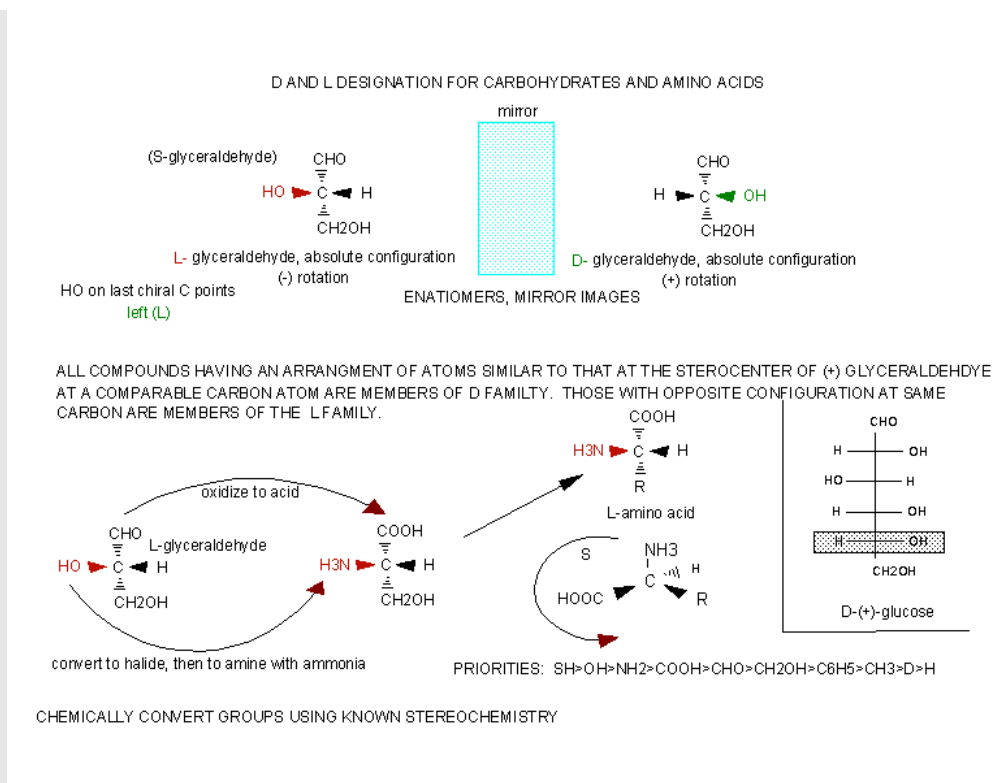 D AND L DESIGNATION FOR CARBOHYDRATES AND AMINO ACIDS
mirror
(S-glyceraldehyde)
CHO
HO C H
CH2OH
L- glyceraldehyde, absolute configuration
(-) rotation
HO on last chiral C points
left (L)
CHO
H C OH
CH2OH
D- glyceraldehyde, absolute configuration
(+) rotation
ENATIOMERS, MIRROR IMAGES
ALL COMPOUNDS HAVING AN ARRANGMENT OF ATOMS SIMILAR TO THAT AT THE STEROCENTER OF (+) GLYCERALDEHDYE
AT A COMPARABLE CARBON ATOM ARE MEMBERS OF D FAMILTY. THOSE WITH OPPOSITE CONFIGURATION AT SAME
CARBON ARE MEMBERS OF THE L FAMILY.
oxidize to acid
CHO
L-glyceraldehyde
HO C H
CH2OH
COOH
H3N C H
CH2OH
convert to halide, then to amine with ammonia
COOH
H3N C H
R
L-amino acid
S
NH3
C H
HOOC R
CHO
H OH
HO H
H OH
H OH
CH2OH
D-(+)-glucose
PRIORITIES: SH>OH>NH2>COOH>CHO>CH2OH>C6H5>CH3>D>H
CHEMICALLY CONVERT GROUPS USING KNOWN STEREOCHEMISTRY